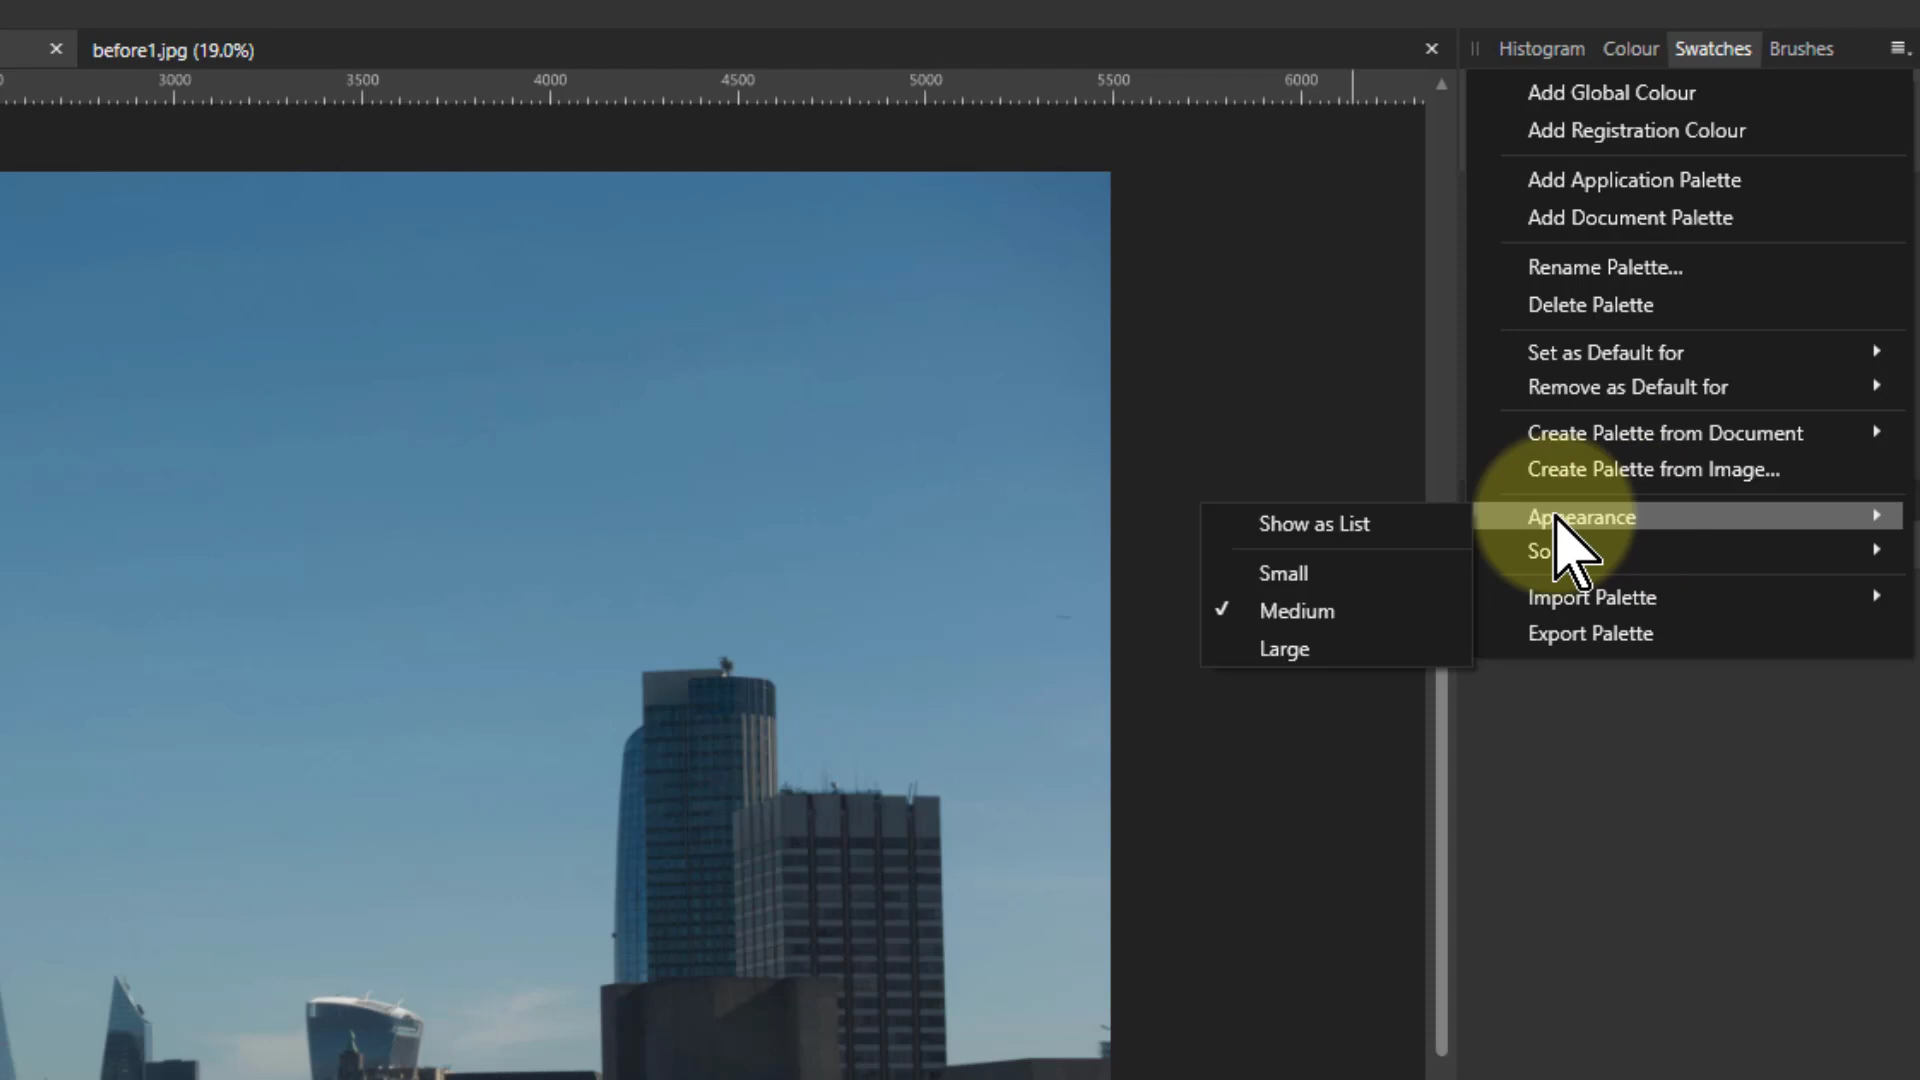 before1.jpg (19.0%)
Histogram Colour Swatches Brushes
3000 3500 4000 4500 5000 5500 6000
Add Global Colour
Add Registration Colour
Add Application Palette
Add Document Palette
Rename Palette...
Delete Palette
Set as Default for
Remove as Default for
Create Palette from Document
Create Palette from Image...
Appearance
Show as List
Small
Medium
Large
Import Palette
Export Palette